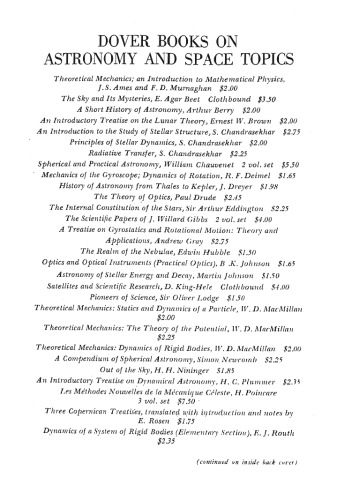 DOVER BOOKS ON
ASTRONOMY AND SPACE TOPICS
Theoretical Mechanics; an Introduction to Mathematical Physics,
J.S. Ames and F.D. Murnaghan $2.00
The Sky and Its Mysteries, E. Agar Beet Clothbound $3.50
A Short History of Astronomy, Arthur Berry $2.00
An Introductory Treatise on the Lunar Theory, Ernest W. Brown $2.00
An Introduction to the Study of Stellar Structure, S. Chandrasekhar $2.75
Principles of Stellar Dynamics, S. Chandrasekhar $2.00
Radiative Transfer, S. Chandrasekhar $2.25
Spherical and Practical Astronomy, William Chauvenet 2 vol. set $5.50
Mechanics of the Gyroscope; Dynamics of Rotation, R. F. Deimel $1.65
History of Astronomy from Thales to Kepler, J. Dreyer $1.98
The Theory of Optics, Paul Drude $2.45
The Internal Constitution of the Stars, Sir Arthur Eddington $2.25
The Scientific Papers of J. Willard Gibbs 2 vol. set $4.00
A Treatise on Gyrostatics and Rotational Motion: Theory and
Applications, Andrew Gray $2.75
The Realm of the Nebulae, Edwin Hubble $1.50
Optics and Optical Instruments (Practical Optics), B .K. Johnson $1.65
Astronomy of Stellar Energy and Decay, Martin Johnson $1.50
Satellites and Scientific Research, D. King-Hele Clothbound $4.00
Pioneers of Science, Sir Oliver Lodge $1.50
Theoretical Mechanics: Statics and Dynamics of a Particle, W. D. MacMillan
$2.00
Theoretical Mechanics: The Theory of the Potential, W. D. MacMillan
$2.25
Theoretical Mechanics: Dynamics of Rigid Bodies, W. D. MacMillan $2.00
A Compendium of Spherical Astronomy, Simon Newcomb $2.25
Out of the Sky, H. H. Nininger $1.85
An Introductory Treatise on Dynamical Astronomy, H. C. Plummer $2.35
Les Méthodes Nouvelles de la Mécanique Céleste, H. Poincare
3 vol. set $7.50
Three Copernican Treatises, translated with introduction and notes by
E. Rosen $1.75
Dynamics of a System of Rigid Bodies (Elementary Section), E. J. Routh
$2.35
(continued on inside back cover)